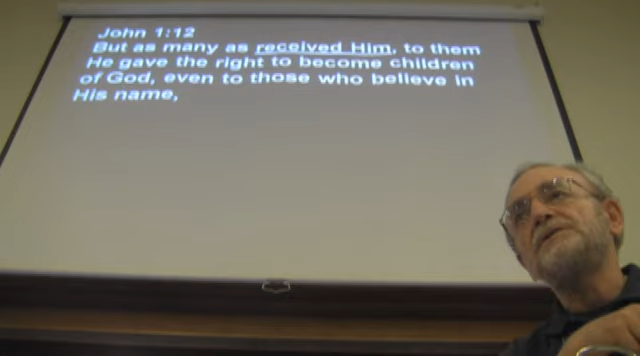 John 1:12
But as many as received Him, to them
He gave the right to become children
of God, even to those who believe in
His name,